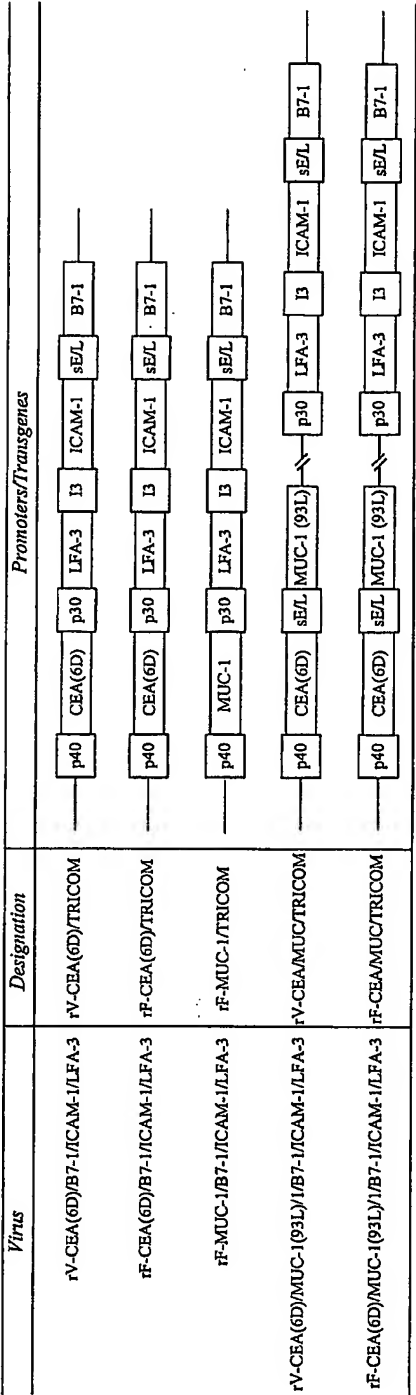 Virus Designation Promoters/Transgenes
rV-CEA(6D)/B7-1/ICAM-1/LFA-3 rV-CEA(6D)/TRICOM p40 CEA(6D) p30 LFA-3 I3 ICAM-1 sE/L B7-1
rF-CEA(6D)/B7-1/ICAM-1/LFA-3 rF-CEA(6D)/TRICOM p40 CEA(6D) p30 LFA-3 I3 ICAM-1 sE/L B7-1
rF-MUC-1/B7-1/ICAM-1/LFA-3 rF-MUC-1/TRICOM p40 MUC-1 p30 LFA-3 I3 ICAM-1 sE/L B7-1
rV-CEA(6D)/MUC-1(93L)/1/B7-1/ICAM-1/LFA-3 rV-CEA/MUC/TRICOM p40 CEA(6D) sE/L MUC-1 (93L) p30 LFA-3 I3 ICAM-1 sE/L B7-1
rF-CEA(6D)/MUC-1(93L)/1/B7-1/ICAM-1/LFA-3 rF-CEA/MUC/TRICOM p40 CEA(6D) sE/L MUC-1 (93L) p30 LFA-3 I3 ICAM-1 sE/L B7-1